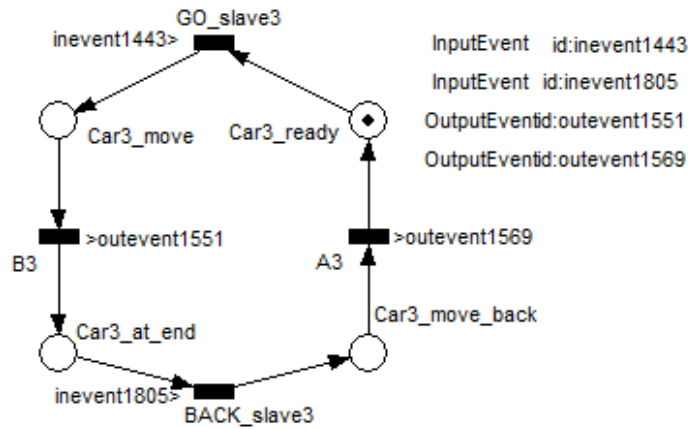 GO_slave3
inevent1443>
InputEvent id:inevent1443
InputEvent id:inevent1805
OutputEventid:outevent1551
OutputEventid:outevent1569
Car3_move
Car3_ready
>outevent1551
>outevent1569
B3
A3
Car3_at_end
Car3_move_back
inevent1805>
BACK_slave3